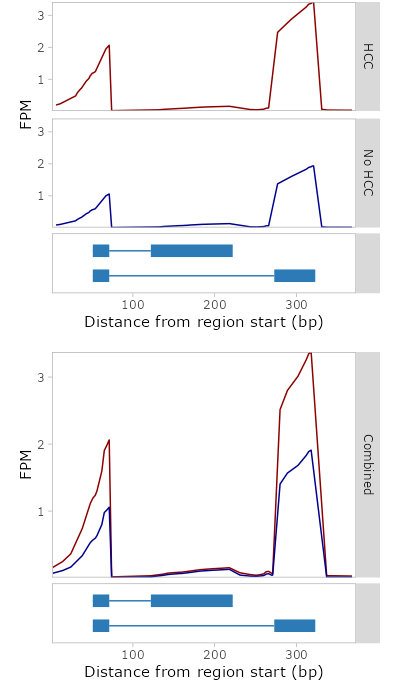 3
2
1
HCC
FPM
3
2
1
No HCC
100 200 300
Distance from region start (bp)
3
2
1
FPM
Combined
100 200 300
Distance from region start (bp)